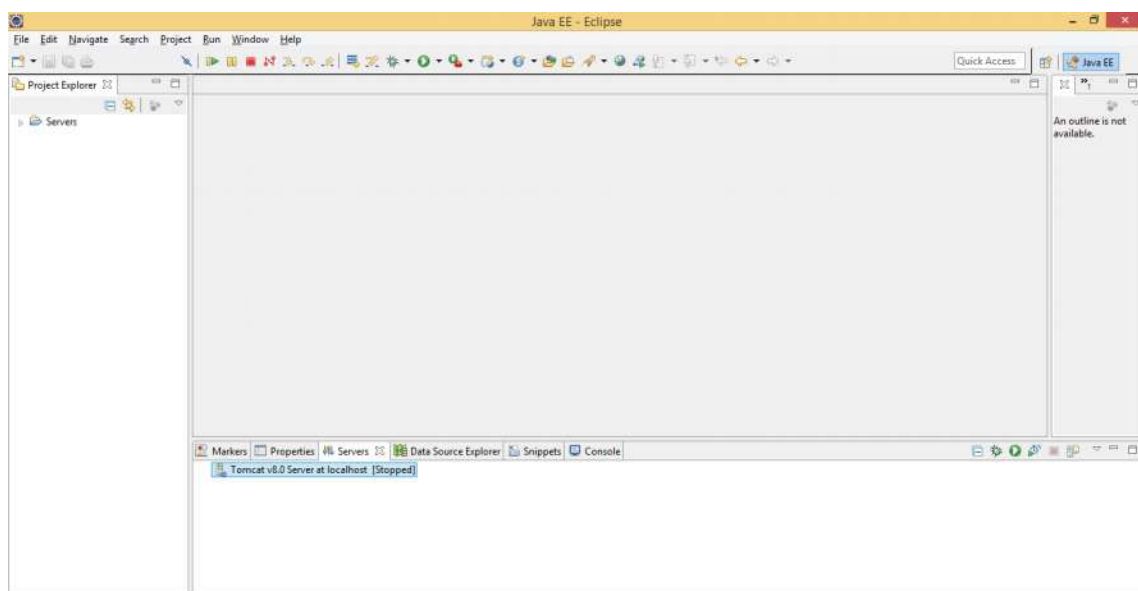 Java EE - Eclipse
File Edit Navigate Search Project Run Window Help
Quick Access
Java EE
Project Explorer
Servers
An outline is not
available.
Markers Properties Servers Data Source Explorer Snippets Console
Tomcat v8.0 Server at localhost [Stopped]